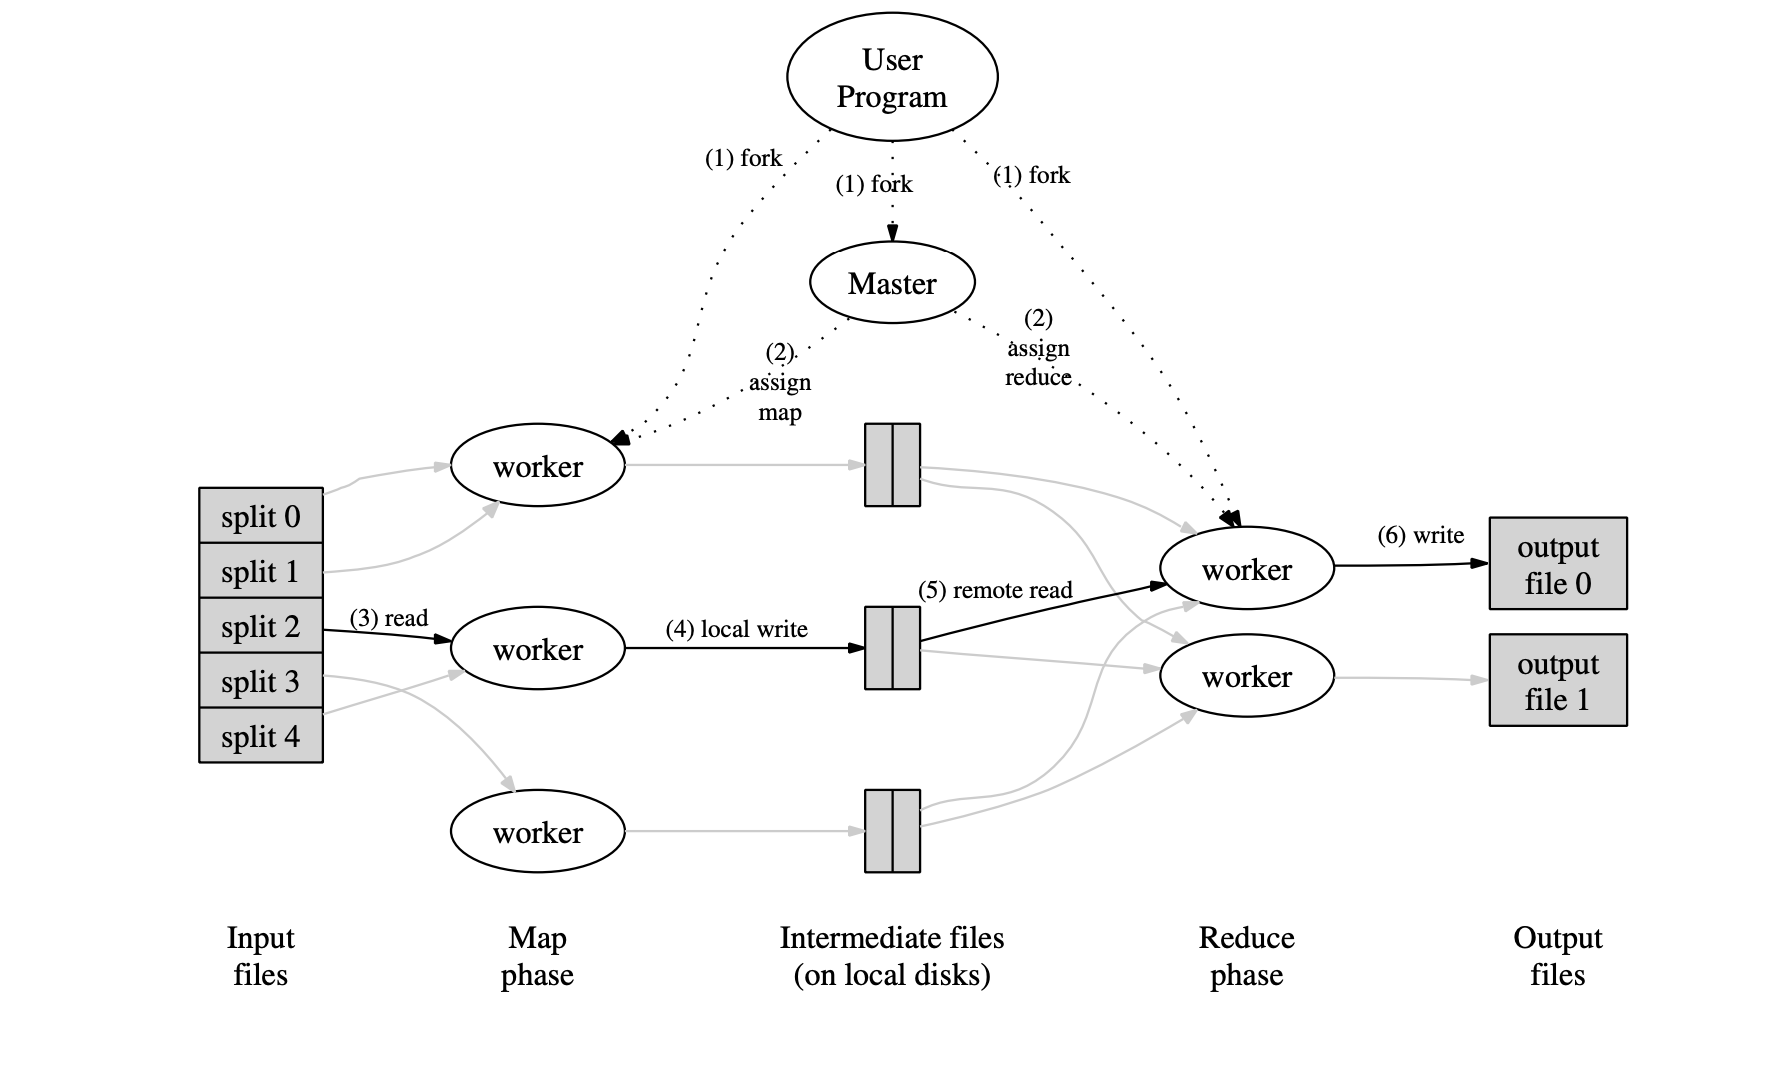 User
Program
(1) fork
(1) fork
(1) fork
Master
(2)
assign
map
(2)
assign
reduce
split 0
split 1
split 2
split 3
split 4
(3) read
worker
worker
worker
(4) local write
(5) remote read
worker
worker
(6) write
output
file 0
output
file 1
Input
files
Map
phase
Intermediate files
(on local disks)
Reduce
phase
Output
files